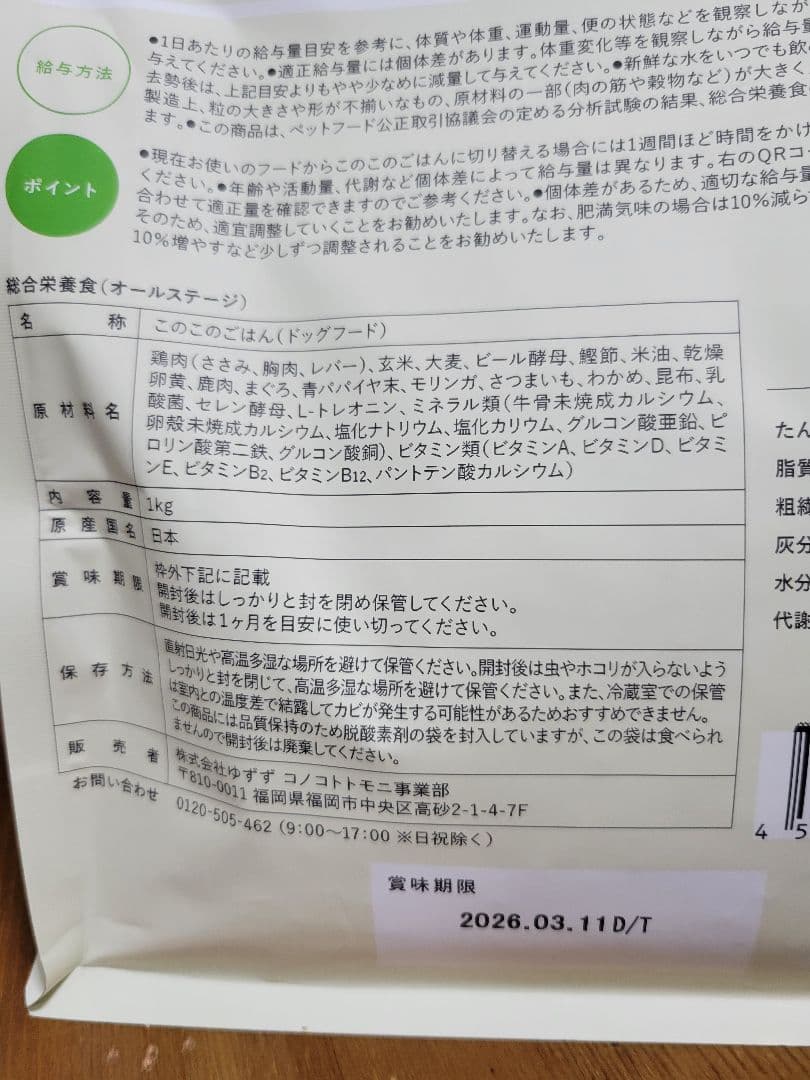 給与方法
●1日あたりの給与量目安を参考に、体質や体重、運動量、便の状態などを観察しなが
与えてください。●適正給与量には個体差があります。体重変化等を観察しながら給与量
去勢後は、上記目安よりもやや少なめに減量して与えてください。●新鮮な水をいつでも飲
製造上、粒の大きさや形が不揃いなもの、原材料の一部(肉の筋や穀物など)が大きく
ます。●この商品は、ペットフード公正取引協議会の定める分析試験の結果、総合栄養食の
ポイント
●現在お使いのフードからこのこのごはんに切り替える場合には1週間ほど時間をかけ
ください。●年齢や活動量、代謝など個体差によって給与量は異なります。右のQRコー
合わせて適正量を確認できますのでご参考ください。●個体差があるため、適切な給与量
そのため、適宜調整していくことをお勧めいたします。なお、肥満気味の場合は10%減ら
10%増やすなど少しずつ調整されることをお勧めいたします。
総合栄養食(オールステージ)
名称 このこのごはん(ドッグフード)
原材料名
鶏肉(ささみ、胸肉、レバー)、玄米、大麦、ビール酵母、鰹節、米油、乾燥
卵黄、鹿肉、まぐろ、青パパイヤ末、モリンガ、さつまいも、わかめ、昆布、乳
酸菌、セレン酵母、L-トレオニン、ミネラル類(牛骨未焼成カルシウム、
卵殻未焼成カルシウム、塩化ナトリウム、塩化カリウム、グルコン酸亜鉛、ピ
ロリン酸第二鉄、グルコン酸銅)、ビタミン類(ビタミンA、ビタミンD、ビタミ
ンE、ビタミンB2、ビタミンB12、パントテン酸カルシウム)
内容量 1kg
原産国名 日本
賞味期限
枠外下記に記載
開封後はしっかりと封を閉め保管してください。
開封後は1ヶ月を目安に使い切ってください。
保存方法
直射日光や高温多湿な場所を避けて保管ください。開封後は虫やホコリが入らないよう
しっかりと封を閉じて、高温多湿な場所を避けて保管ください。また、冷蔵室での保管
は室内との温度差で結露してカビが発生する可能性があるためおすすめできません。
この商品には品質保持のため脱酸素剤の袋を封入していますが、この袋は食べられ
ませんので開封後は廃棄してください。
販売者
株式会社ゆずず コノコトトモニ事業部
〒810-0011 福岡県福岡市中央区高砂2-1-4-7F
お問い合わせ 0120-505-462 (9:00〜17:00 ※日祝除く)
たん
脂質
粗繊
灰分
水分
代謝
45
賞味期限
2026.03.11D/T